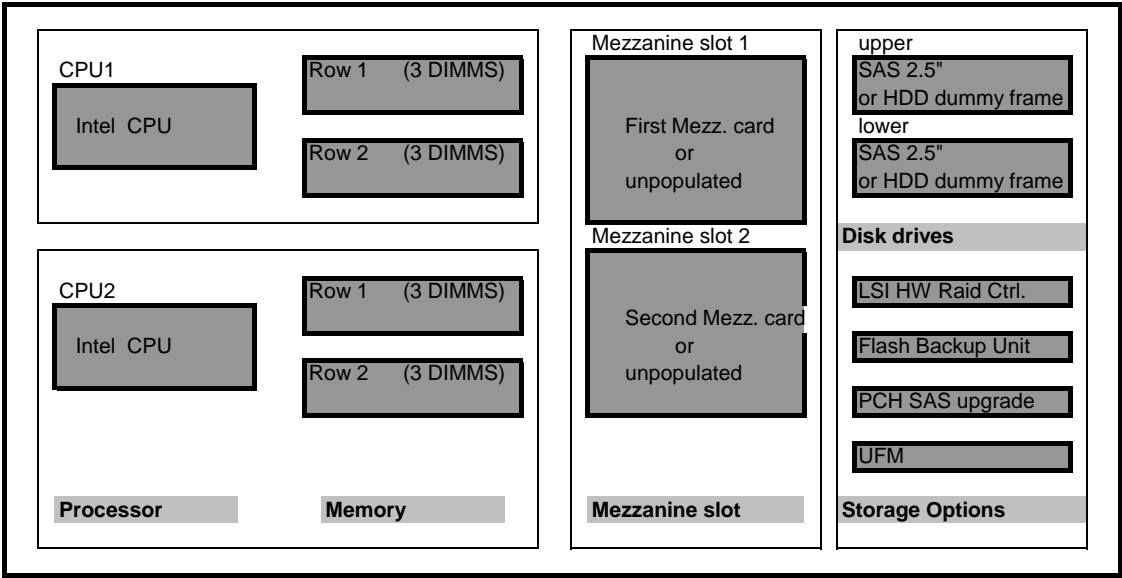 CPU1
Intel  CPU
Row 1 (3 DIMMS)
Row 2 (3 DIMMS)
CPU2
Intel  CPU
Row 1 (3 DIMMS)
Row 2 (3 DIMMS)
Processor
Memory
Mezzanine slot 1
First Mezz. card
or
unpopulated
Mezzanine slot 2
Second Mezz. card
or
unpopulated
Mezzanine slot
upper
SAS 2.5"
or HDD dummy frame
lower
SAS 2.5"
or HDD dummy frame
Disk drives
LSI HW Raid Ctrl.
Flash Backup Unit
PCH SAS upgrade
UFM
Storage Options